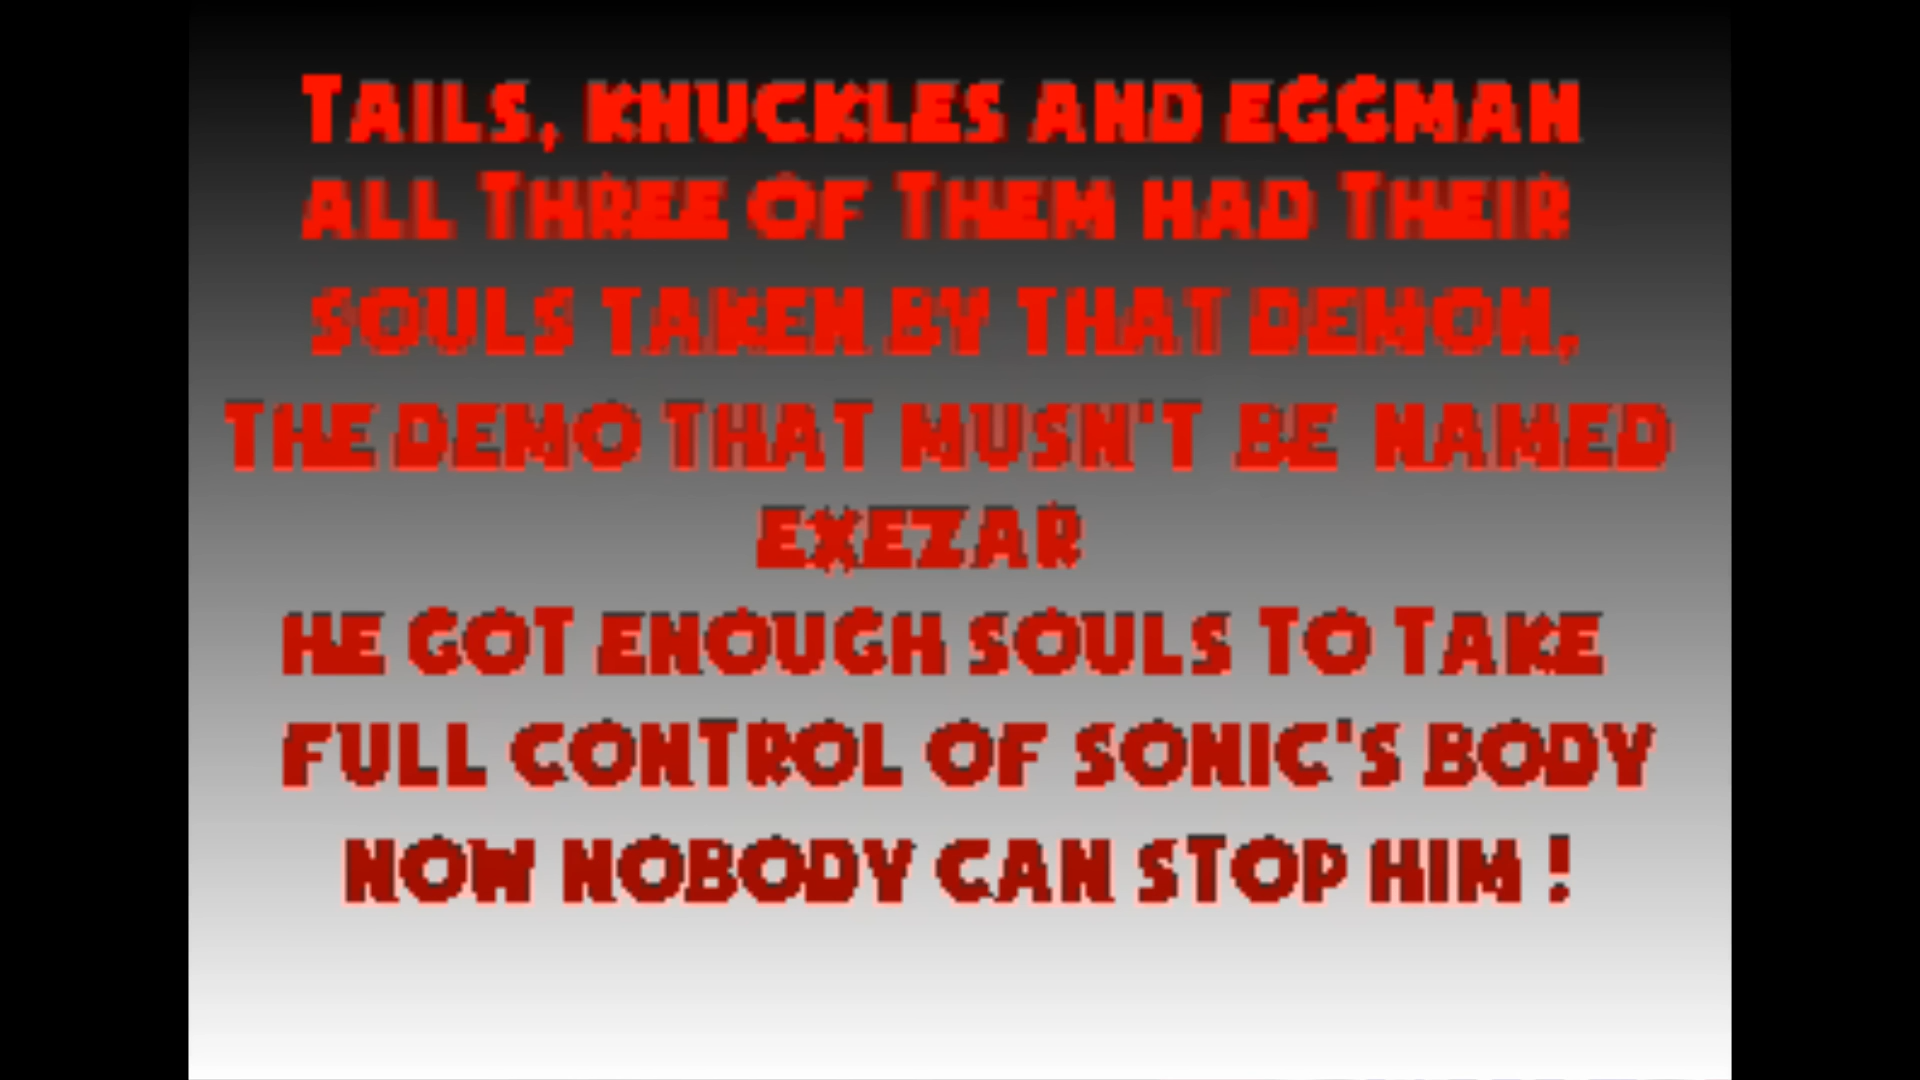 TAILS, KNUCKLES AND EGGMAN
ALL THREE OF THEM HAD THEIR
SOULS TAKEN BY THAT DEMON,
THE DEMO THAT MUSN'T BE NAMED
EXEZAR
HE GOT ENOUGH SOULS TO TAKE
FULL CONTROL OF SONIC'S BODY
NOW NOBODY CAN STOP HIM !